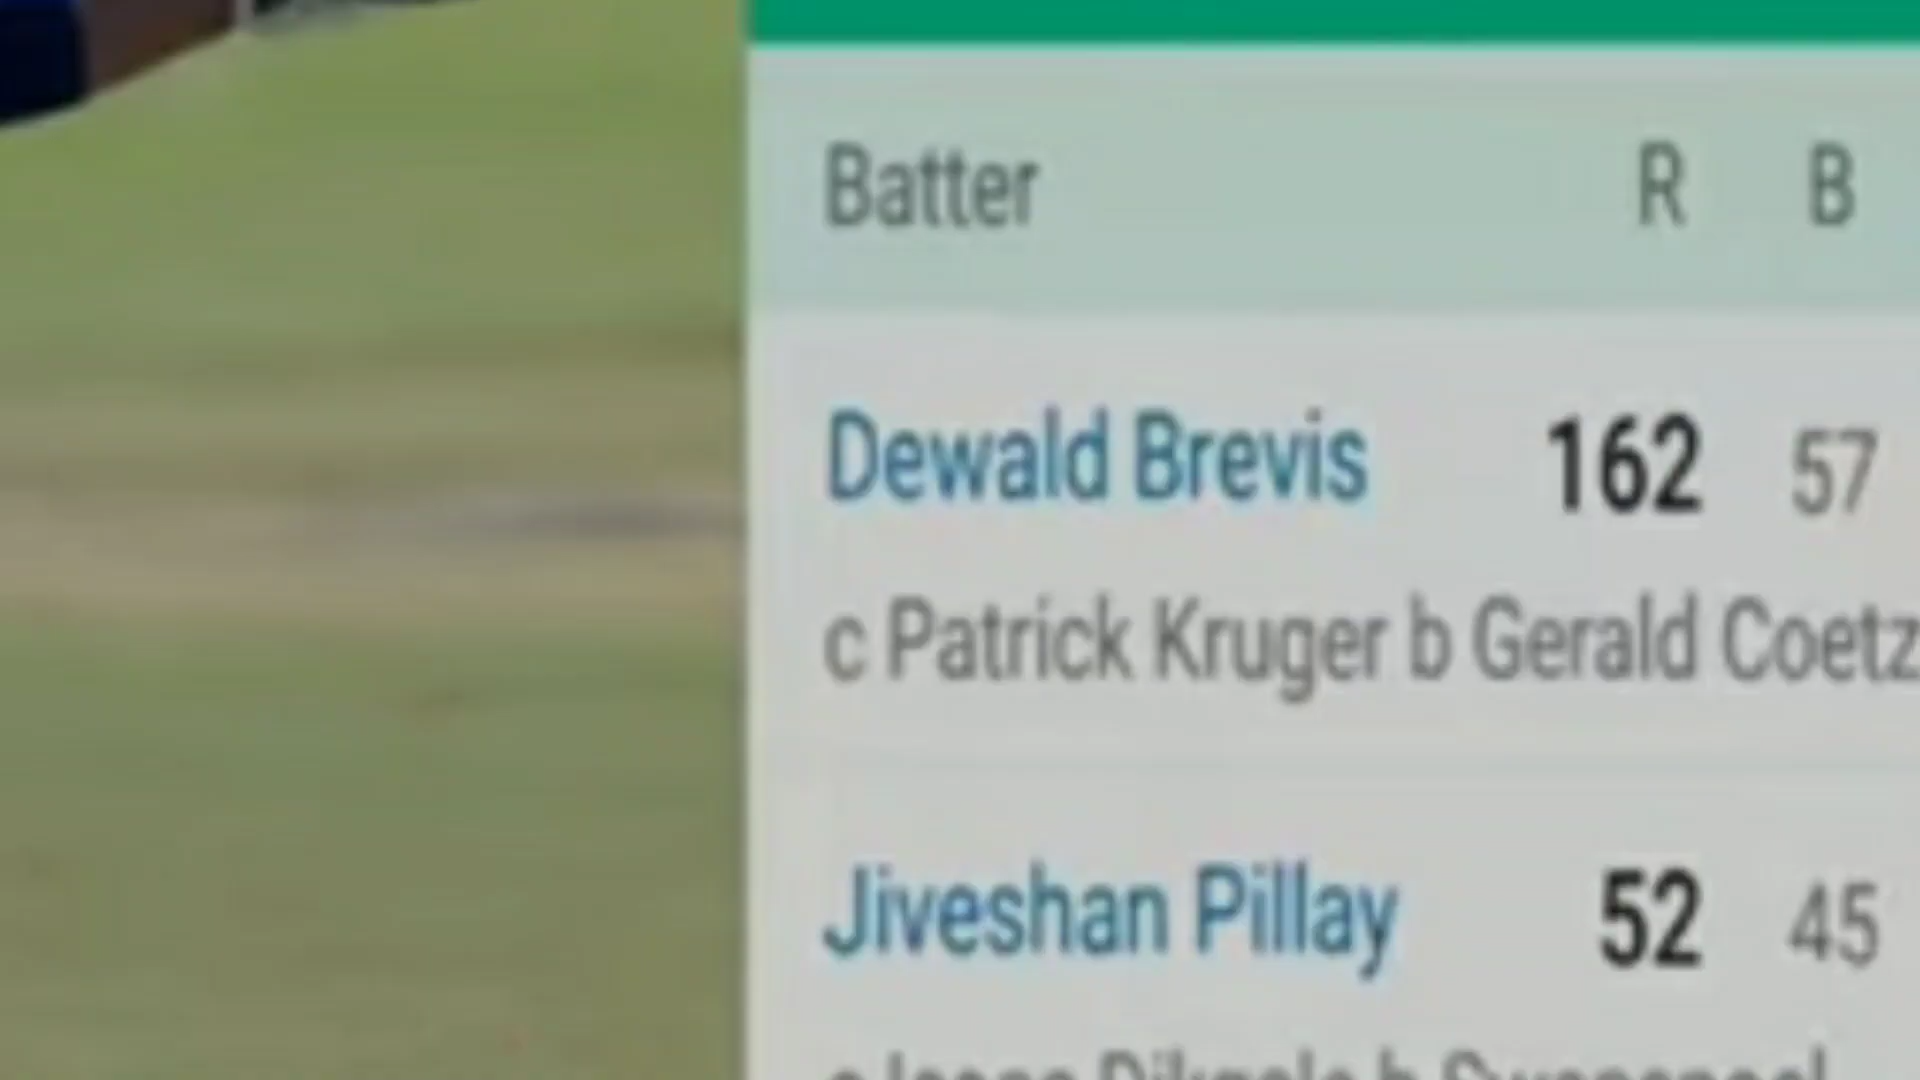 Batter R B
Dewald Brevis 162 57
c Patrick Kruger b Gerald Coetz
Jiveshan Pillay 52 45